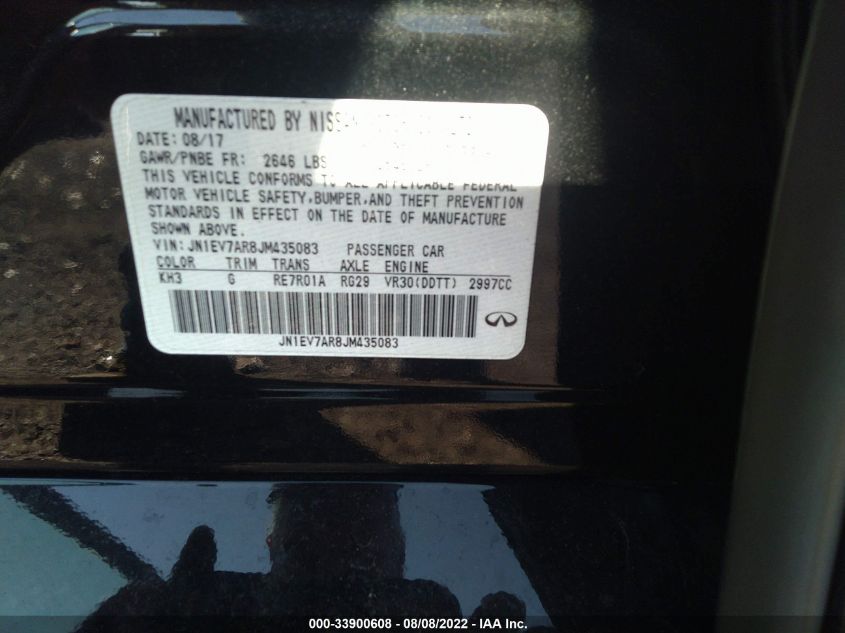 MANUFACTURED BY NISSAN
DATE: 08/17
GAWR/PNBE FR: 2646 LBS
THIS VEHICLE CONFORMS TO ALL APPLICABLE FEDERAL
MOTOR VEHICLE SAFETY,BUMPER,AND THEFT PREVENTION
STANDARDS IN EFFECT ON THE DATE OF MANUFACTURE
SHOWN ABOVE.
VIN: JN1EV7AR8JM435083 PASSENGER CAR
COLOR TRIM TRANS AXLE ENGINE
KH3 G RE7R01A RG29 VR30(DDTT) 2997CC
JN1EV7AR8JM435083
000-33900608 - 08/08/2022 - IAA